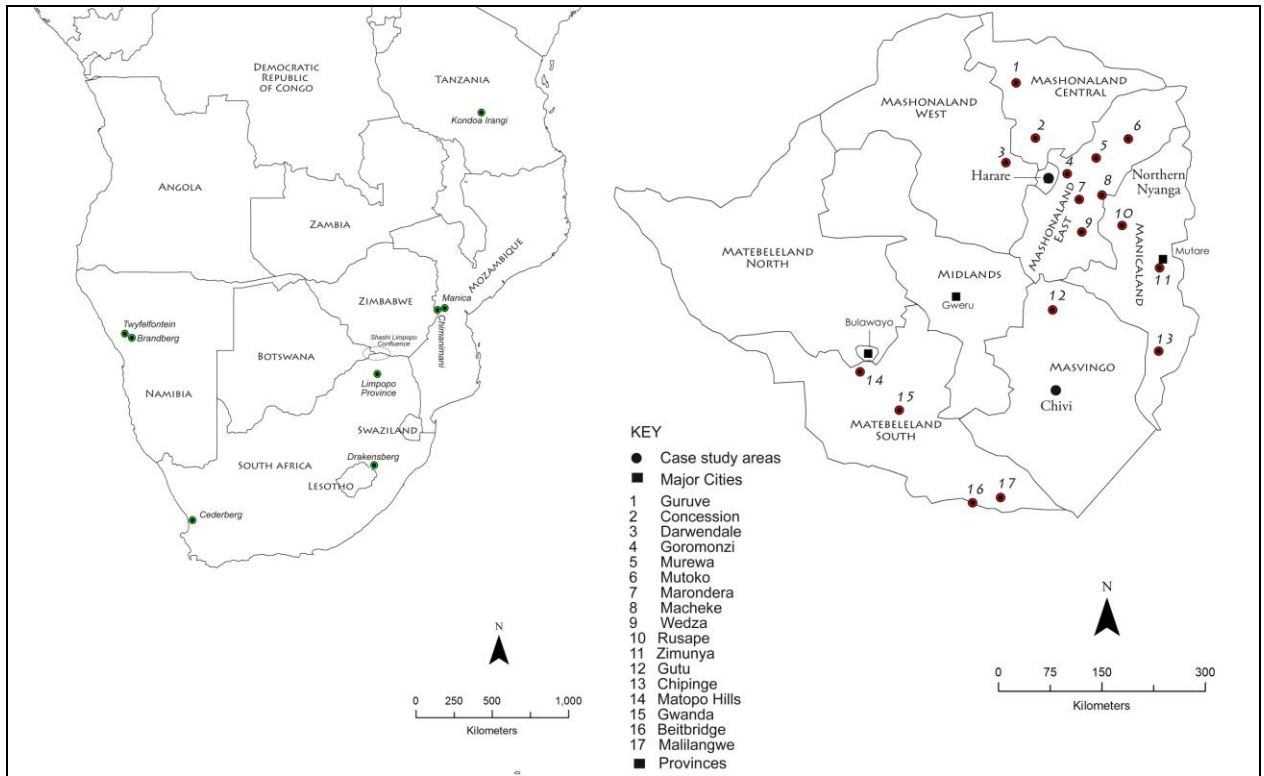 DEMOCRATIC
REPUBLIC
OF CONGO
TANZANIA
Kondoa Irangi
ANGOLA
ZAMBIA
MOZAMBIQUE
ZIMBABWE
Manica
Chimanimani
Twyfelfontein
Brandberg
BOTSWANA
Shashi Limpopo
Confluence
NAMIBIA
Limpopo
Province
SWAZILAND
SOUTH AFRICA
Drakensberg
LESOTHO
Cederberg
N
0 250 500 1,000
Kilometers
1
MASHONALAND
CENTRAL
MASHONALAND
WEST
2
6
5
3
4
Harare
7
8
Northern
Nyanga
MASHONALAND
EAST
9
10
MANICALAND
Mutare
11
MATEBELELAND
NORTH
MIDLANDS
Gweru
12
Bulawayo
13
MASVINGO
14
15
Chivi
MATEBELELAND
SOUTH
16
17
KEY
Case study areas
Major Cities
1 Guruve
2 Concession
3 Darwendale
4 Goromonzi
5 Murewa
6 Mutoko
7 Marondera
8 Macheke
9 Wedza
10 Rusape
11 Zimunya
12 Gutu
13 Chipinge
14 Matopo Hills
15 Gwanda
16 Beitbridge
17 Malilangwe
Provinces
N
0 75 150 300
Kilometers